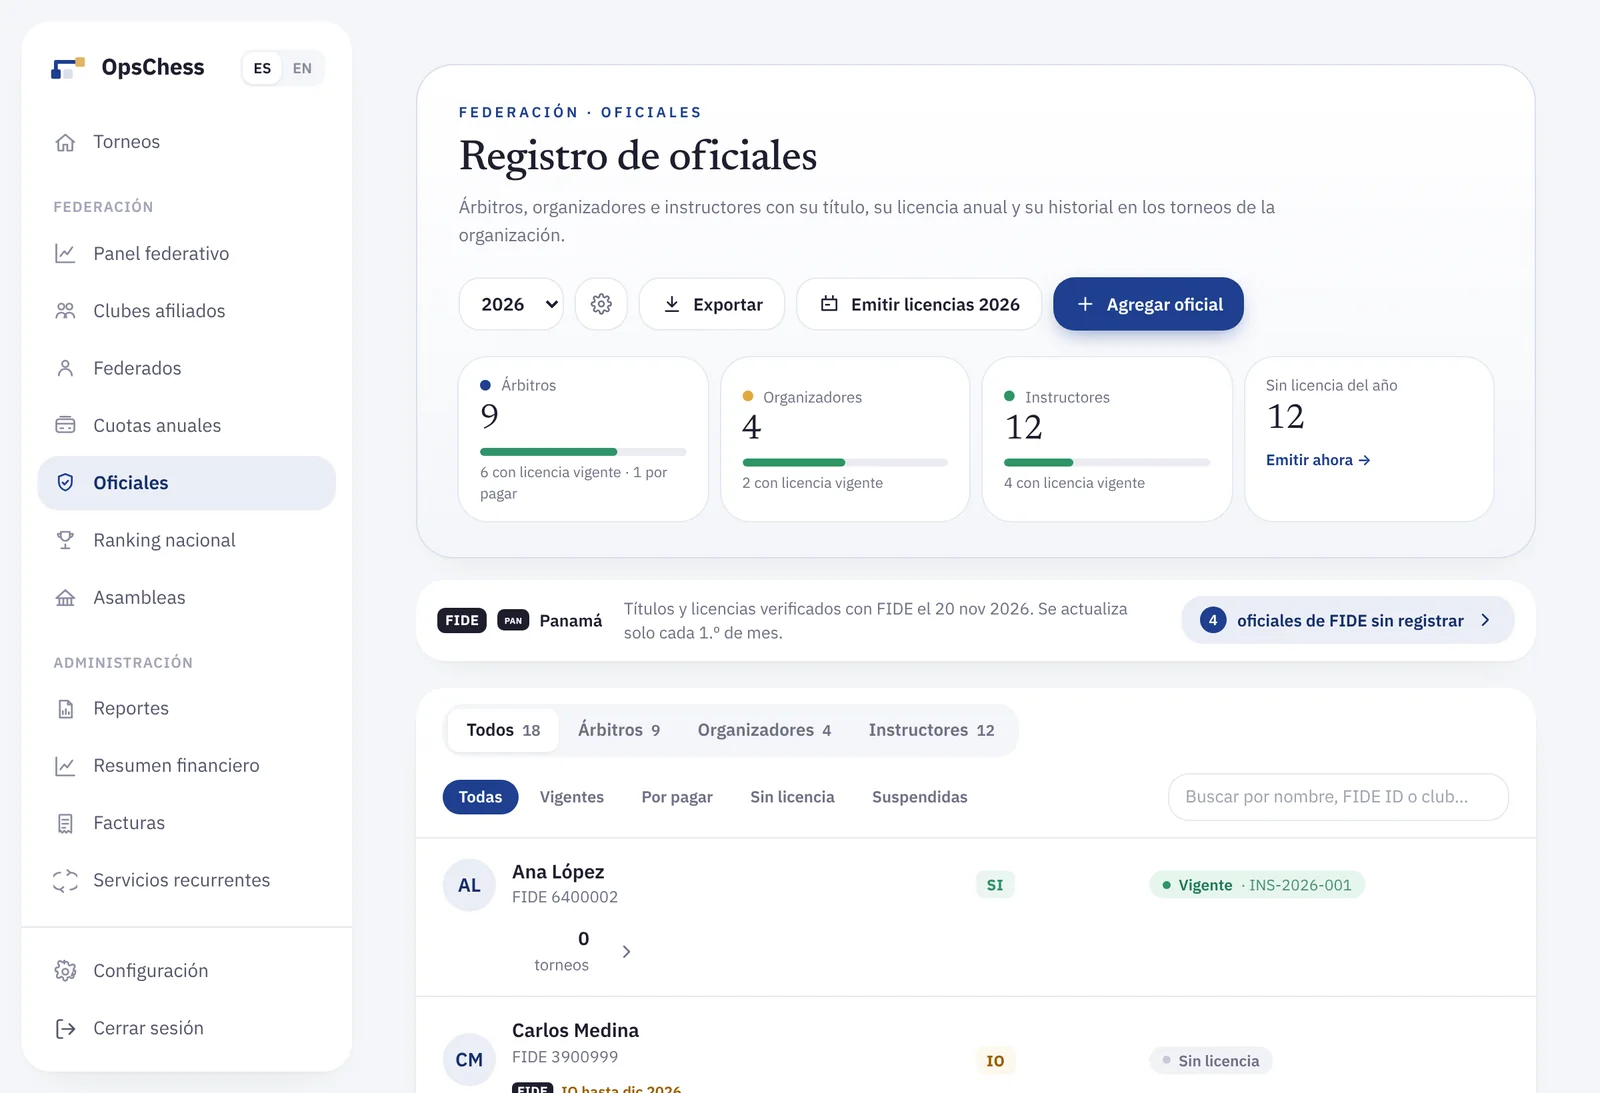 OpsChess
ES EN
Torneos
FEDERACIÓN
Panel federativo
Clubes afiliados
Federados
Cuotas anuales
Oficiales
Ranking nacional
Asambleas
ADMINISTRACIÓN
Reportes
Resumen financiero
Facturas
Servicios recurrentes
Configuración
Cerrar sesión
FEDERACIÓN · OFICIALES
Registro de oficiales
Árbitros, organizadores e instructores con su título, su licencia anual y su historial en los torneos de la
organización.
2026 Exportar Emitir licencias 2026 + Agregar oficial
Árbitros
9
6 con licencia vigente · 1 por
pagar
Organizadores
4
2 con licencia vigente
Instructores
12
4 con licencia vigente
Sin licencia del año
12
Emitir ahora →
FIDE PAN Panamá
Títulos y licencias verificados con FIDE el 20 nov 2026. Se actualiza
solo cada 1.º de mes.
4 oficiales de FIDE sin registrar
Todos 18 Árbitros 9 Organizadores 4 Instructores 12
Todas Vigentes Por pagar Sin licencia Suspendidas
Buscar por nombre, FIDE ID o club...
AL
Ana López
FIDE 6400002
SI
Vigente · INS-2026-001
0
torneos
CM
Carlos Medina
FIDE 3900999
IO
Sin licencia
FIDE IO hasta dic 2026